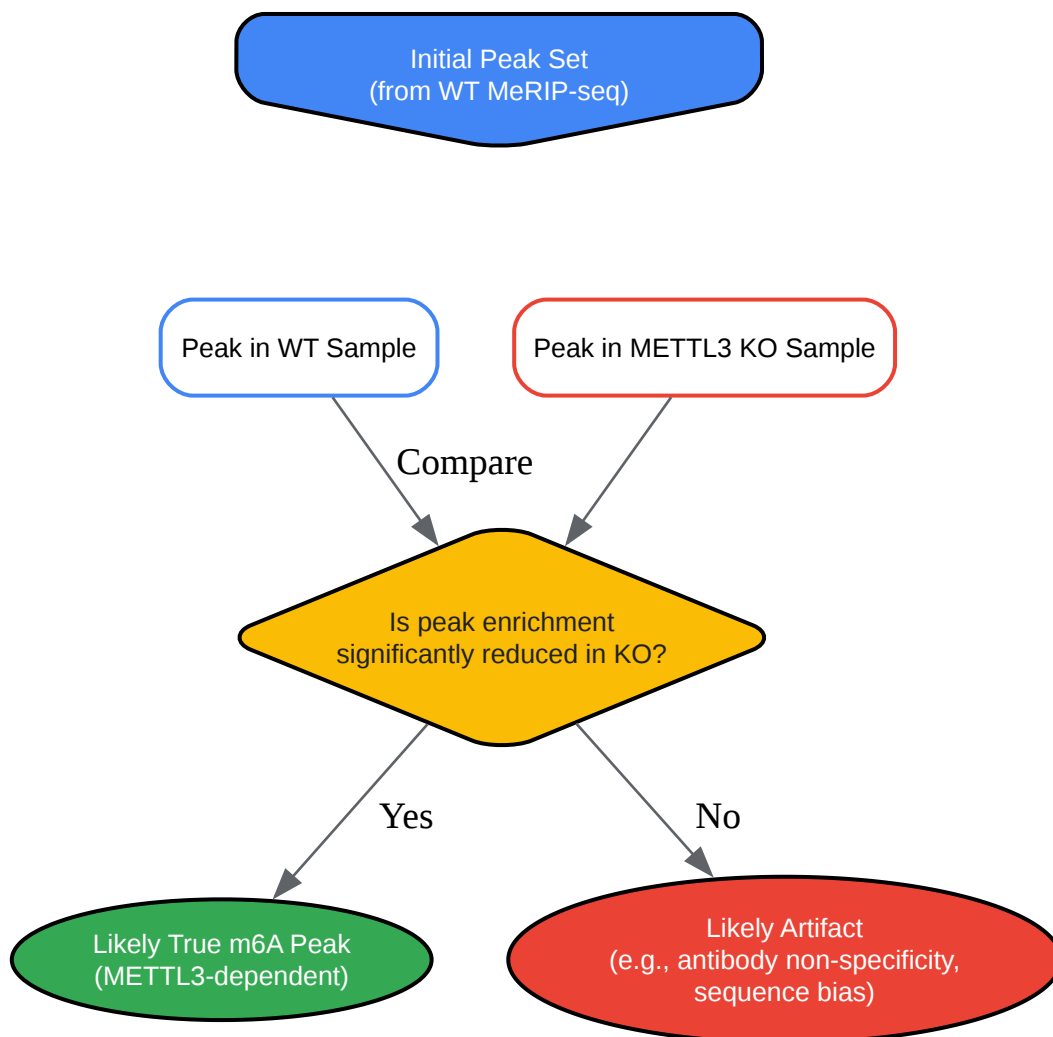 Initial Peak Set
(from WT MeRIP-seq)
Peak in WT Sample
Peak in METTL3 KO Sample
Compare
Is peak enrichment
significantly reduced in KO?
Yes
No
Likely True m6A Peak
(METTL3-dependent)
Likely Artifact
(e.g., antibody non-specificity,
sequence bias)